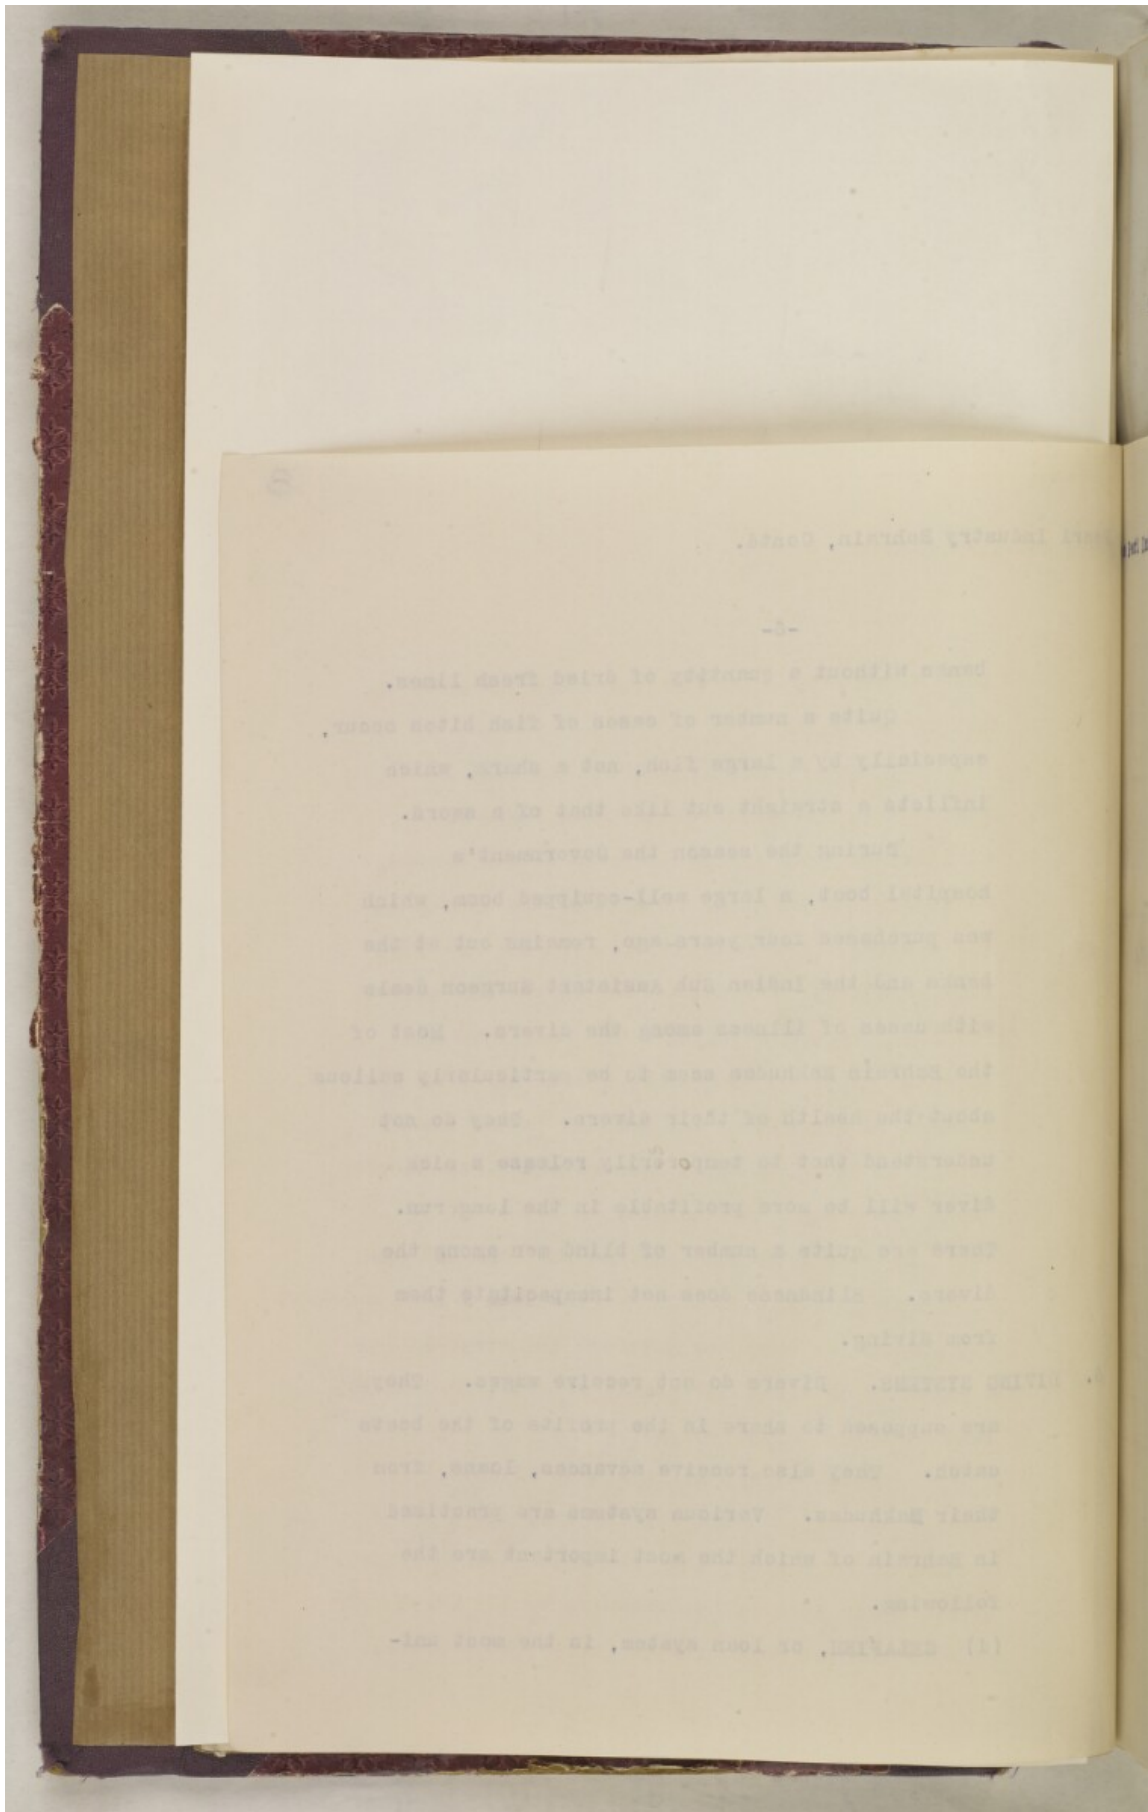 Pearl industry Bahrain, Contd.
banks without a quantity of dried fresh limes.
Quite a number of cases of fish bites occur,
especially by a large fish, not a shark, which
inflicts a straight cut like that of a sword.
During the season the Government's
hospital boat, a large well-equipped boom, which
was purchased four years ago, remains out at the
banks and the Indian Sub Assistant Surgeon deals
with cases of illness among the divers. Most of
the Bahrain nakhudas seem to be particularly callous
about the health of their divers. They do not
understand that to temporarily release a sick
diver will be more profitable in the long run.
There are quite a number of blind men among the
divers. Blindness does not incapacitate them
from diving.
DIVING SYSTEMS. Divers do not receive wages. They
are supposed to share in the profits of the boats
catch. They also receive advances, loans, from
their Nakhudas. Various systems are practised
in Bahrain of which the most important are the
following.
(1) SELAFIEH, or loan system, is the most uni-